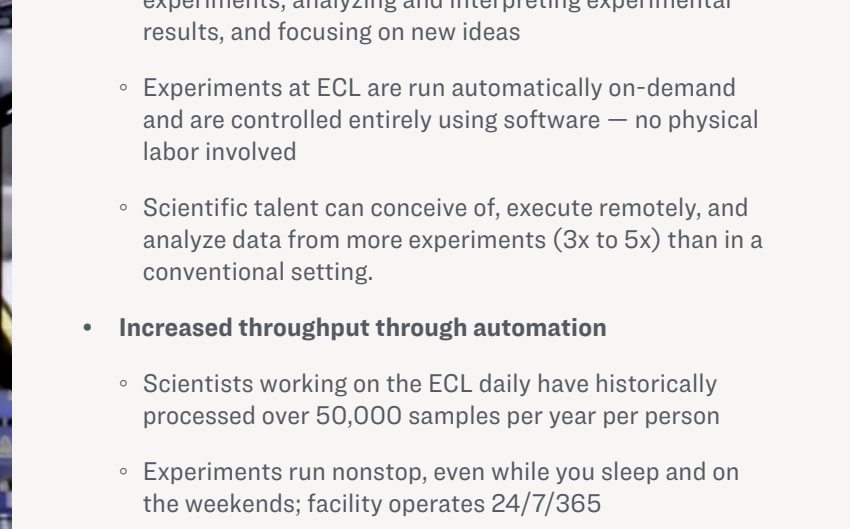 experiments, analyzing and interpreting experimental
results, and focusing on new ideas
◦ Experiments at ECL are run automatically on-demand
and are controlled entirely using software — no physical
labor involved
◦ Scientific talent can conceive of, execute remotely, and
analyze data from more experiments (3x to 5x) than in a
conventional setting.
• Increased throughput through automation
◦ Scientists working on the ECL daily have historically
processed over 50,000 samples per year per person
◦ Experiments run nonstop, even while you sleep and on
the weekends; facility operates 24/7/365